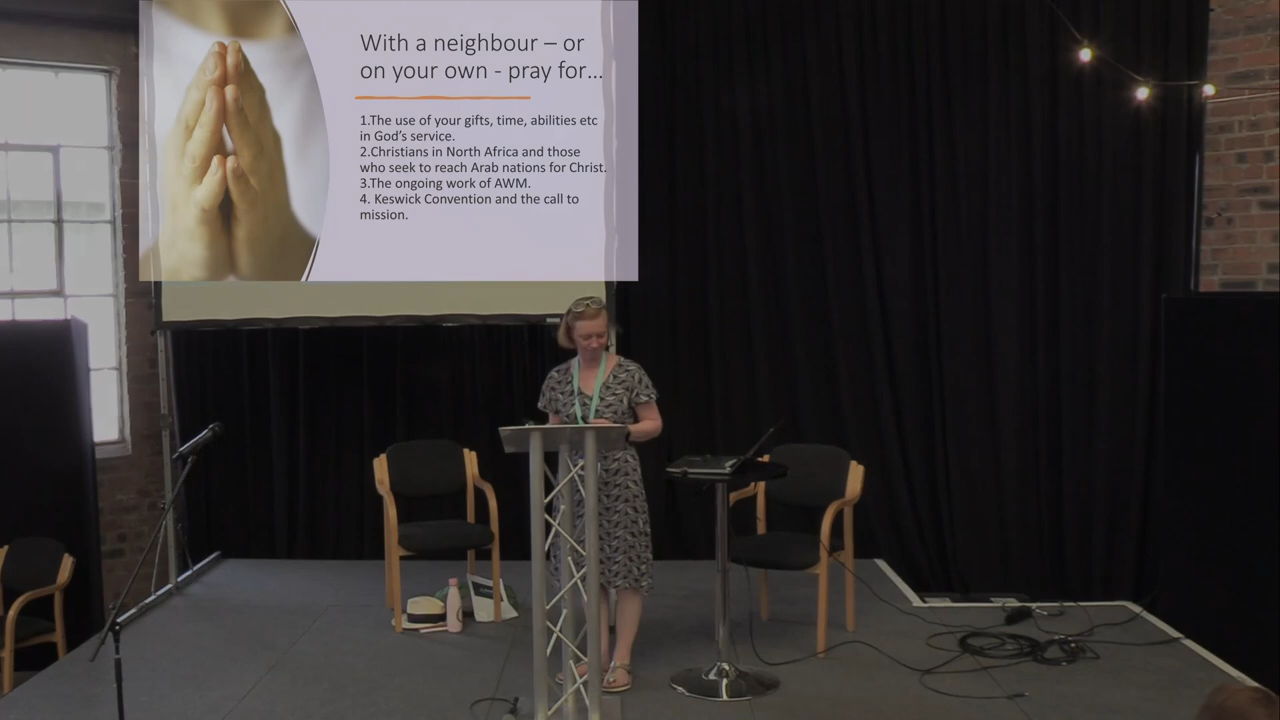 With a neighbour – or
on your own - pray for...
1.The use of your gifts, time, abilities etc
in God's service.
2.Christians in North Africa and those
who seek to reach Arab nations for Christ.
3.The ongoing work of AWM.
4. Keswick Convention and the call to
mission.